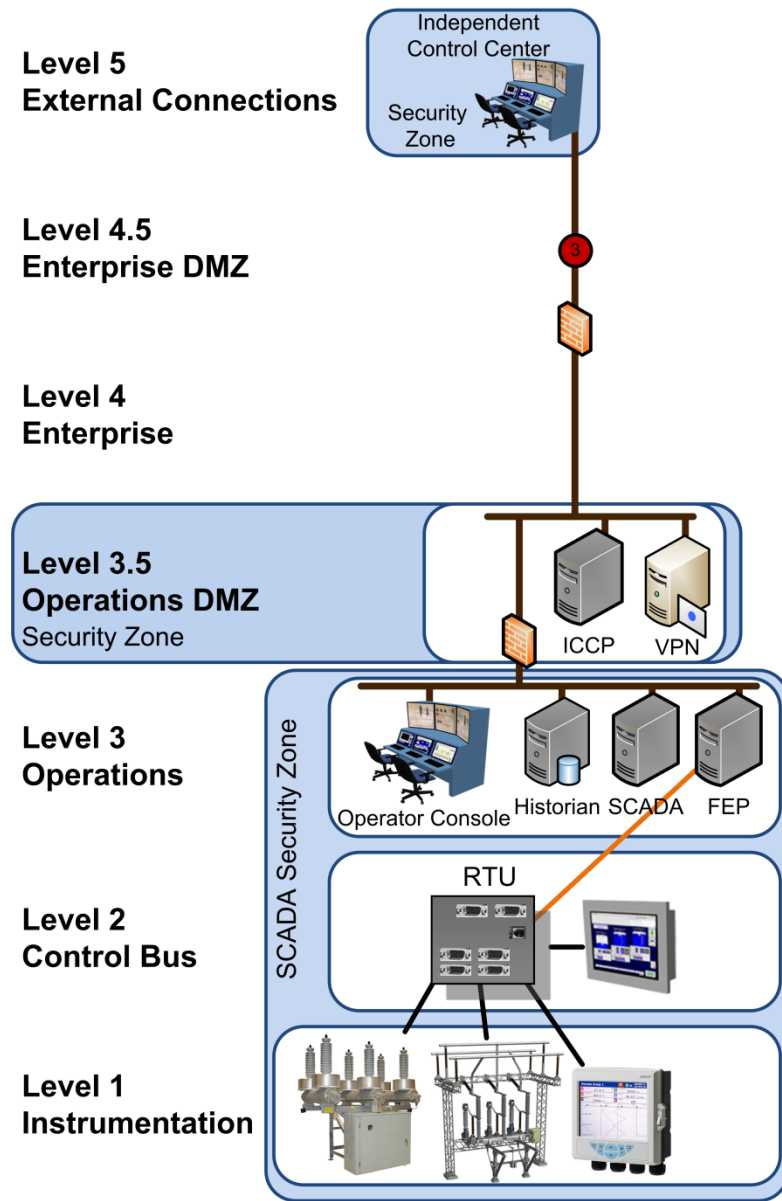 Independent
Control Center
Security
Zone
Level 5
External Connections
Level 4.5
Enterprise DMZ
3
Level 4
Enterprise
Level 3.5
Operations DMZ
Security Zone
ICCP
VPN
SCADA Security Zone
Level 3
Operations
Operator Console
Historian
SCADA
FEP
RTU
Level 2
Control Bus
Level 1
Instrumentation